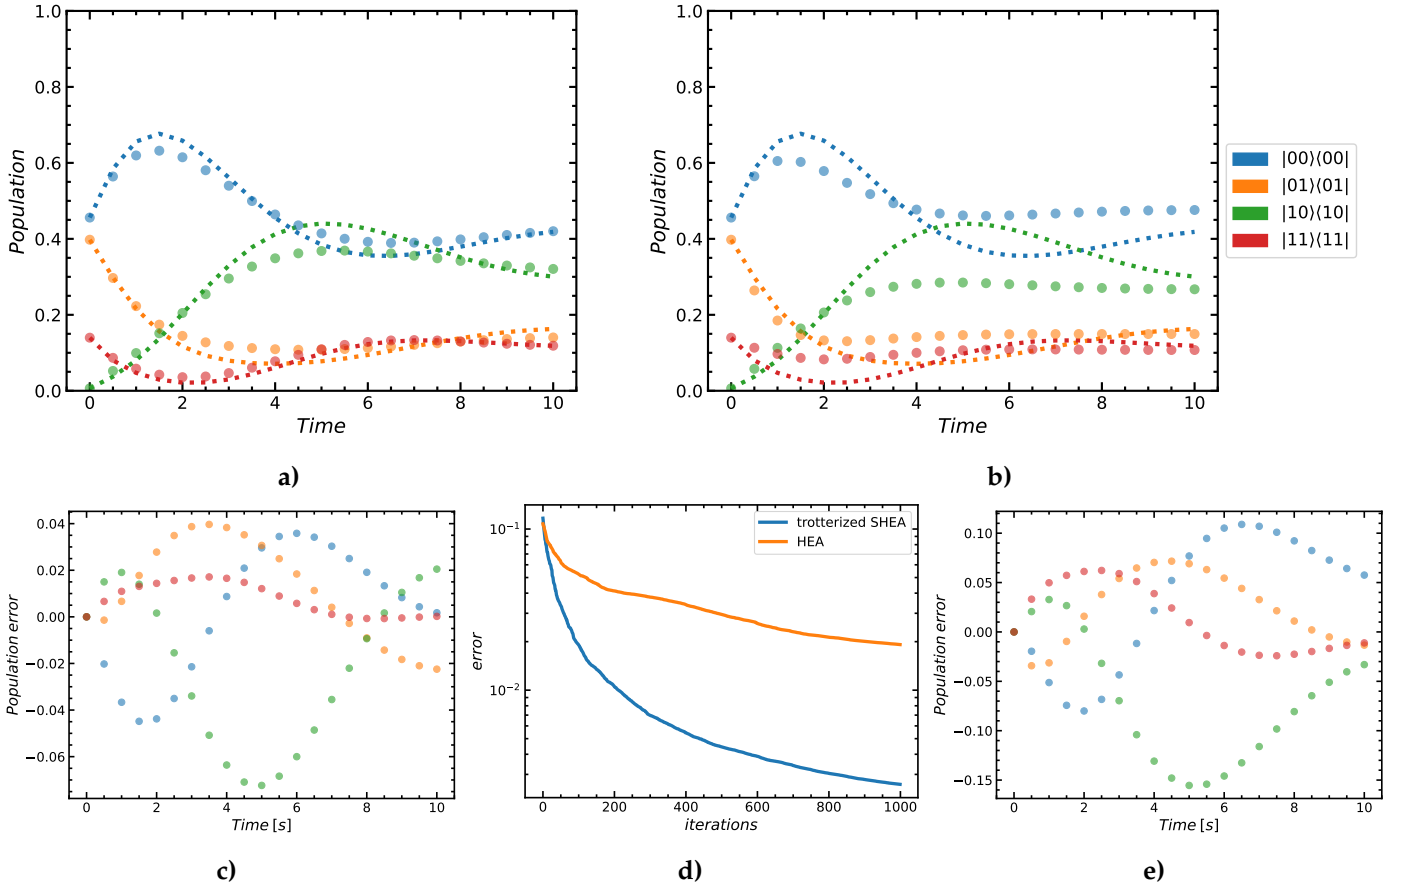 1.0
0.8
0.6
0.4
0.2
0.0
Population
0 2 4 6 8 10
Time
a)
1.0
0.8
0.6
0.4
0.2
0.0
Population
0 2 4 6 8 10
Time
b)
|00⟩⟨00|
|01⟩⟨01|
|10⟩⟨10|
|11⟩⟨11|
0.04
0.02
0.00
−0.02
−0.04
−0.06
Population error
0 2 4 6 8 10
Time [s]
c)
10⁻¹
10⁻²
error
trotterized SHEA
HEA
0 200 400 600 800 1000
iterations
d)
0.10
0.05
0.00
−0.05
−0.10
−0.15
Population error
0 2 4 6 8 10
Time [s]
e)